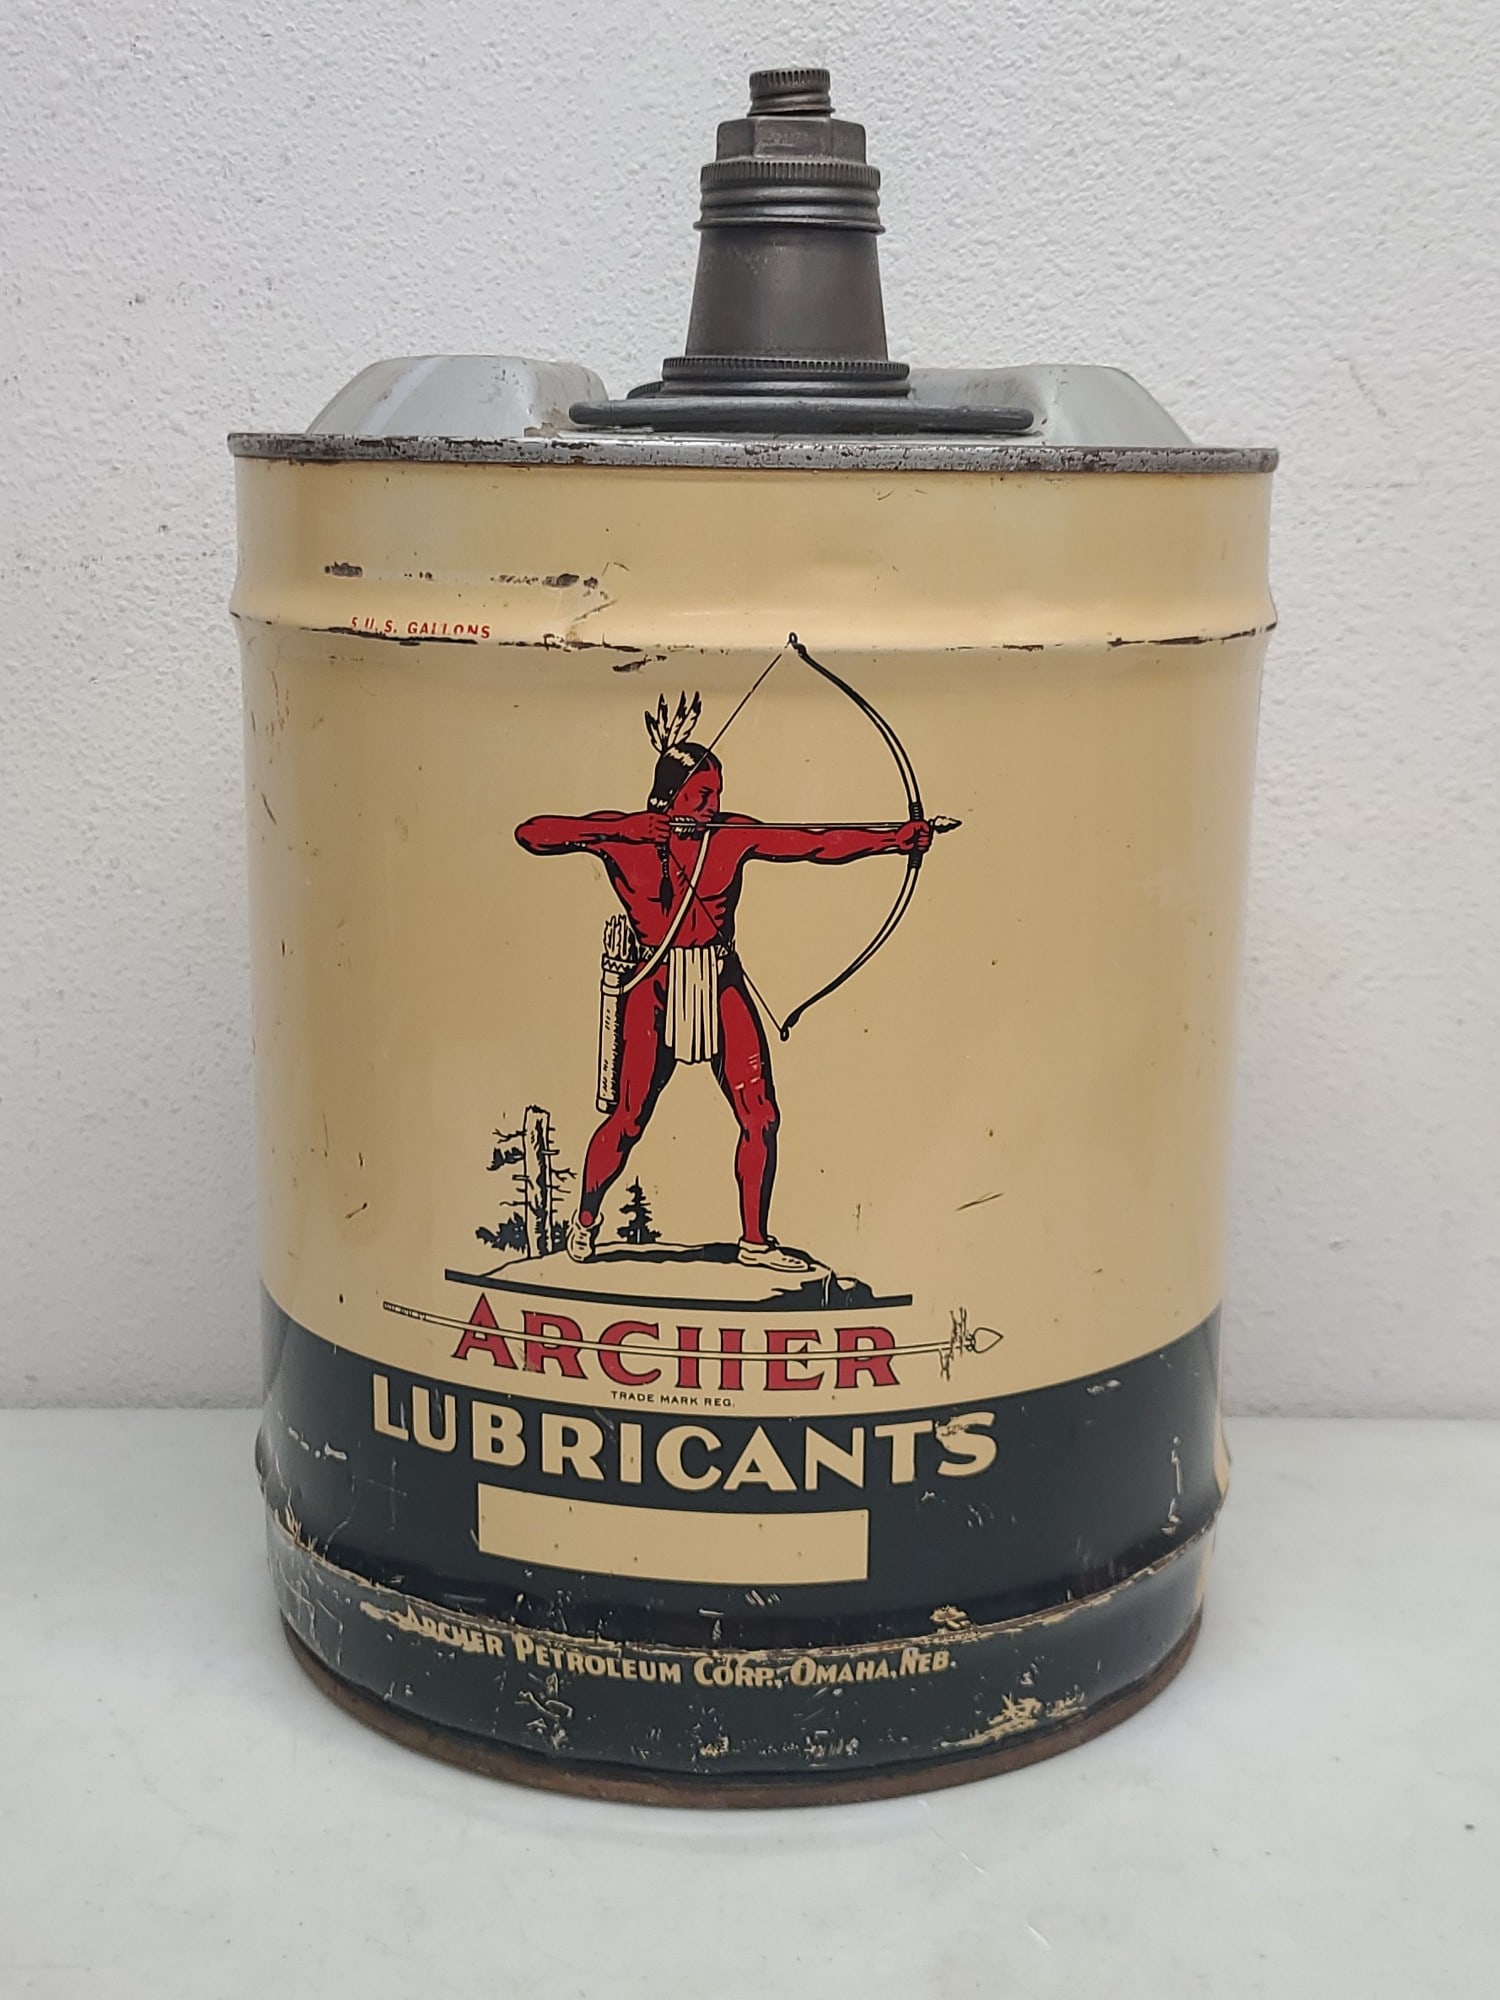 5 U.S. GALLONS
ARCHER
TRADE MARK REG.
LUBRICANTS
ARCHER PETROLEUM CORP., OMAHA, NEB.